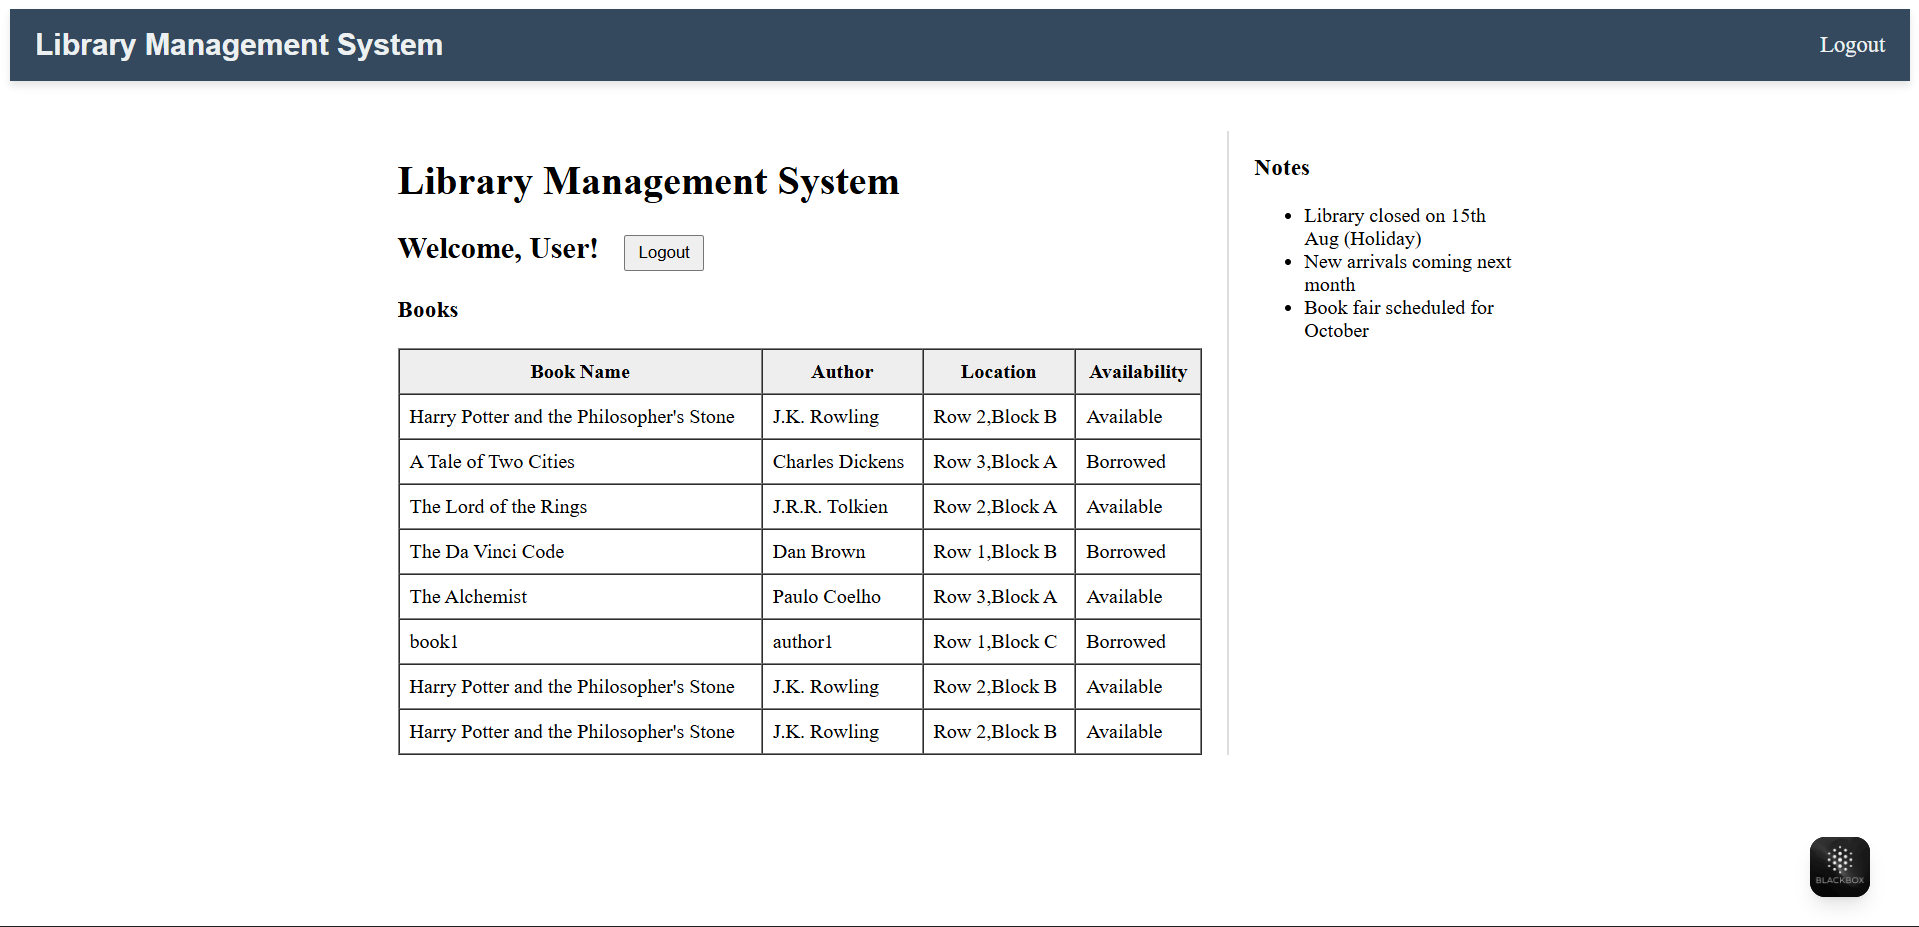 Library Management System
Logout
Library Management System
Welcome, User!
Logout
Books
Book Name Author Location Availability
Harry Potter and the Philosopher's Stone J.K. Rowling Row 2,Block B Available
A Tale of Two Cities Charles Dickens Row 3,Block A Borrowed
The Lord of the Rings J.R.R. Tolkien Row 2,Block A Available
The Da Vinci Code Dan Brown Row 1,Block B Borrowed
The Alchemist Paulo Coelho Row 3,Block A Available
book1 author1 Row 1,Block C Borrowed
Harry Potter and the Philosopher's Stone J.K. Rowling Row 2,Block B Available
Harry Potter and the Philosopher's Stone J.K. Rowling Row 2,Block B Available
Notes
• Library closed on 15th
Aug (Holiday)
• New arrivals coming next
month
• Book fair scheduled for
October
BLACKBOX